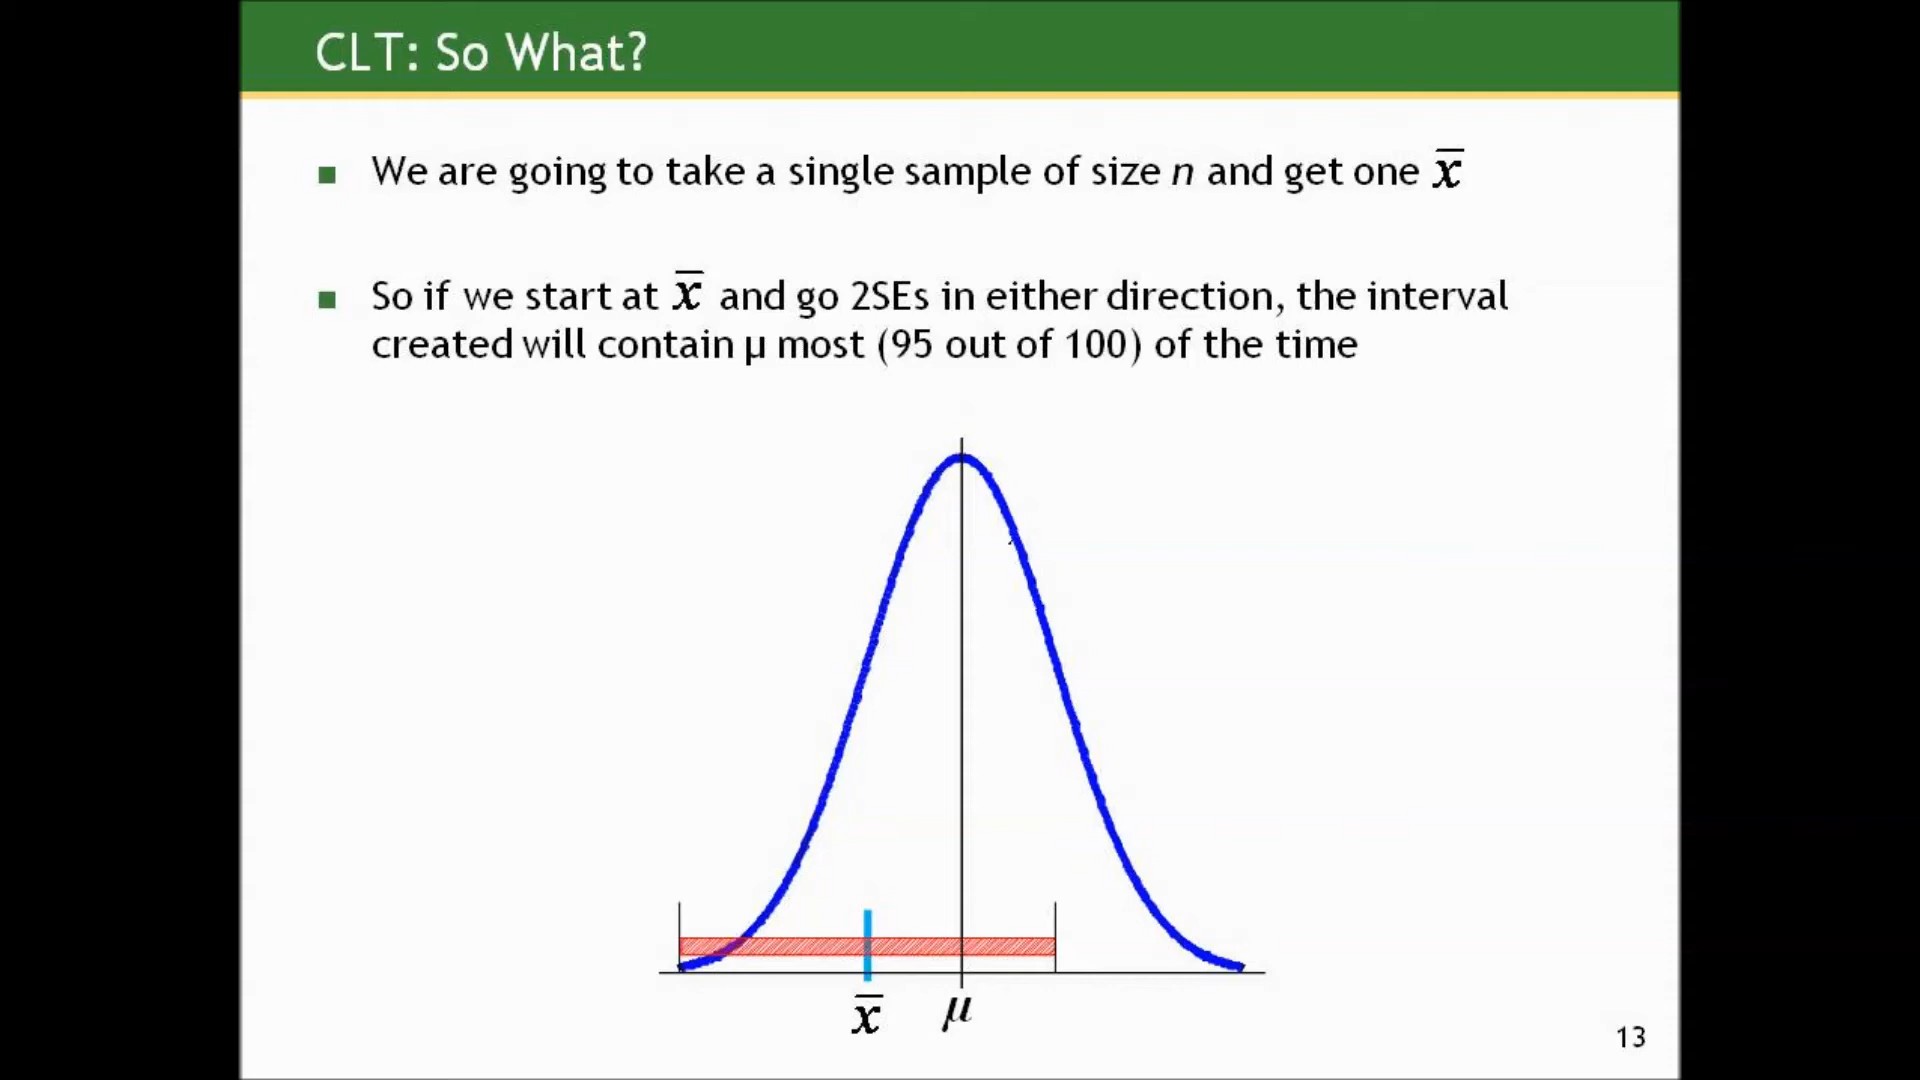 CLT: So What?
We are going to take a single sample of size n and get one x̅
So if we start at x̅ and go 2SEs in either direction, the interval
created will contain μ most (95 out of 100) of the time
x̅ μ
13